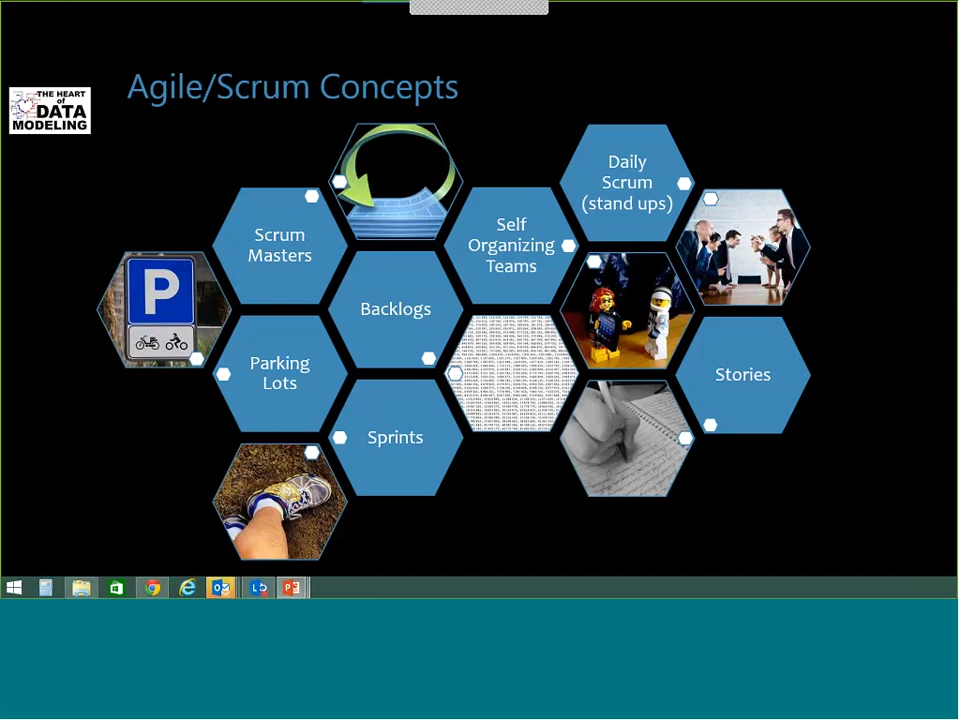 Agile/Scrum Concepts
THE HEART
of
DATA
MODELING
Daily
Scrum
(stand ups)
Self
Organizing
Teams
Scrum
Masters
P
Backlogs
Parking
Lots
Stories
Sprints